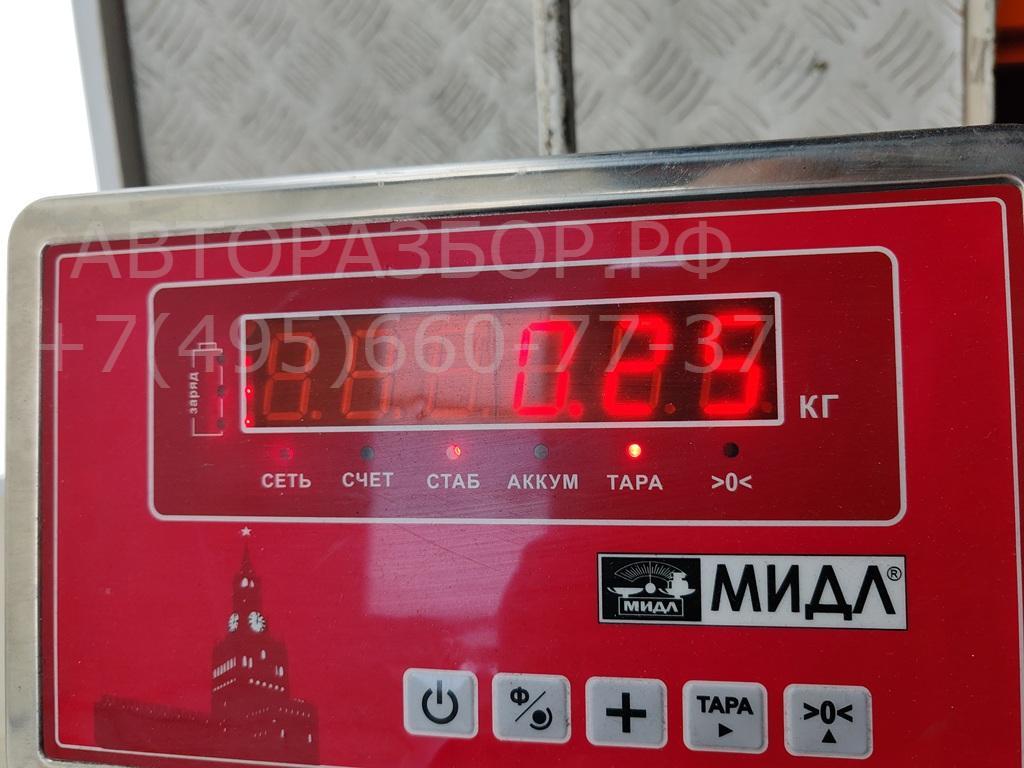 АВТОРАЗБОР.РФ
+7(495)660-77-37
заряд
0.25 КГ
СЕТЬ СЧЕТ СТАБ АККУМ ТАРА >0<
МИДЛ МИДЛ®
Ф ТАРА >0<